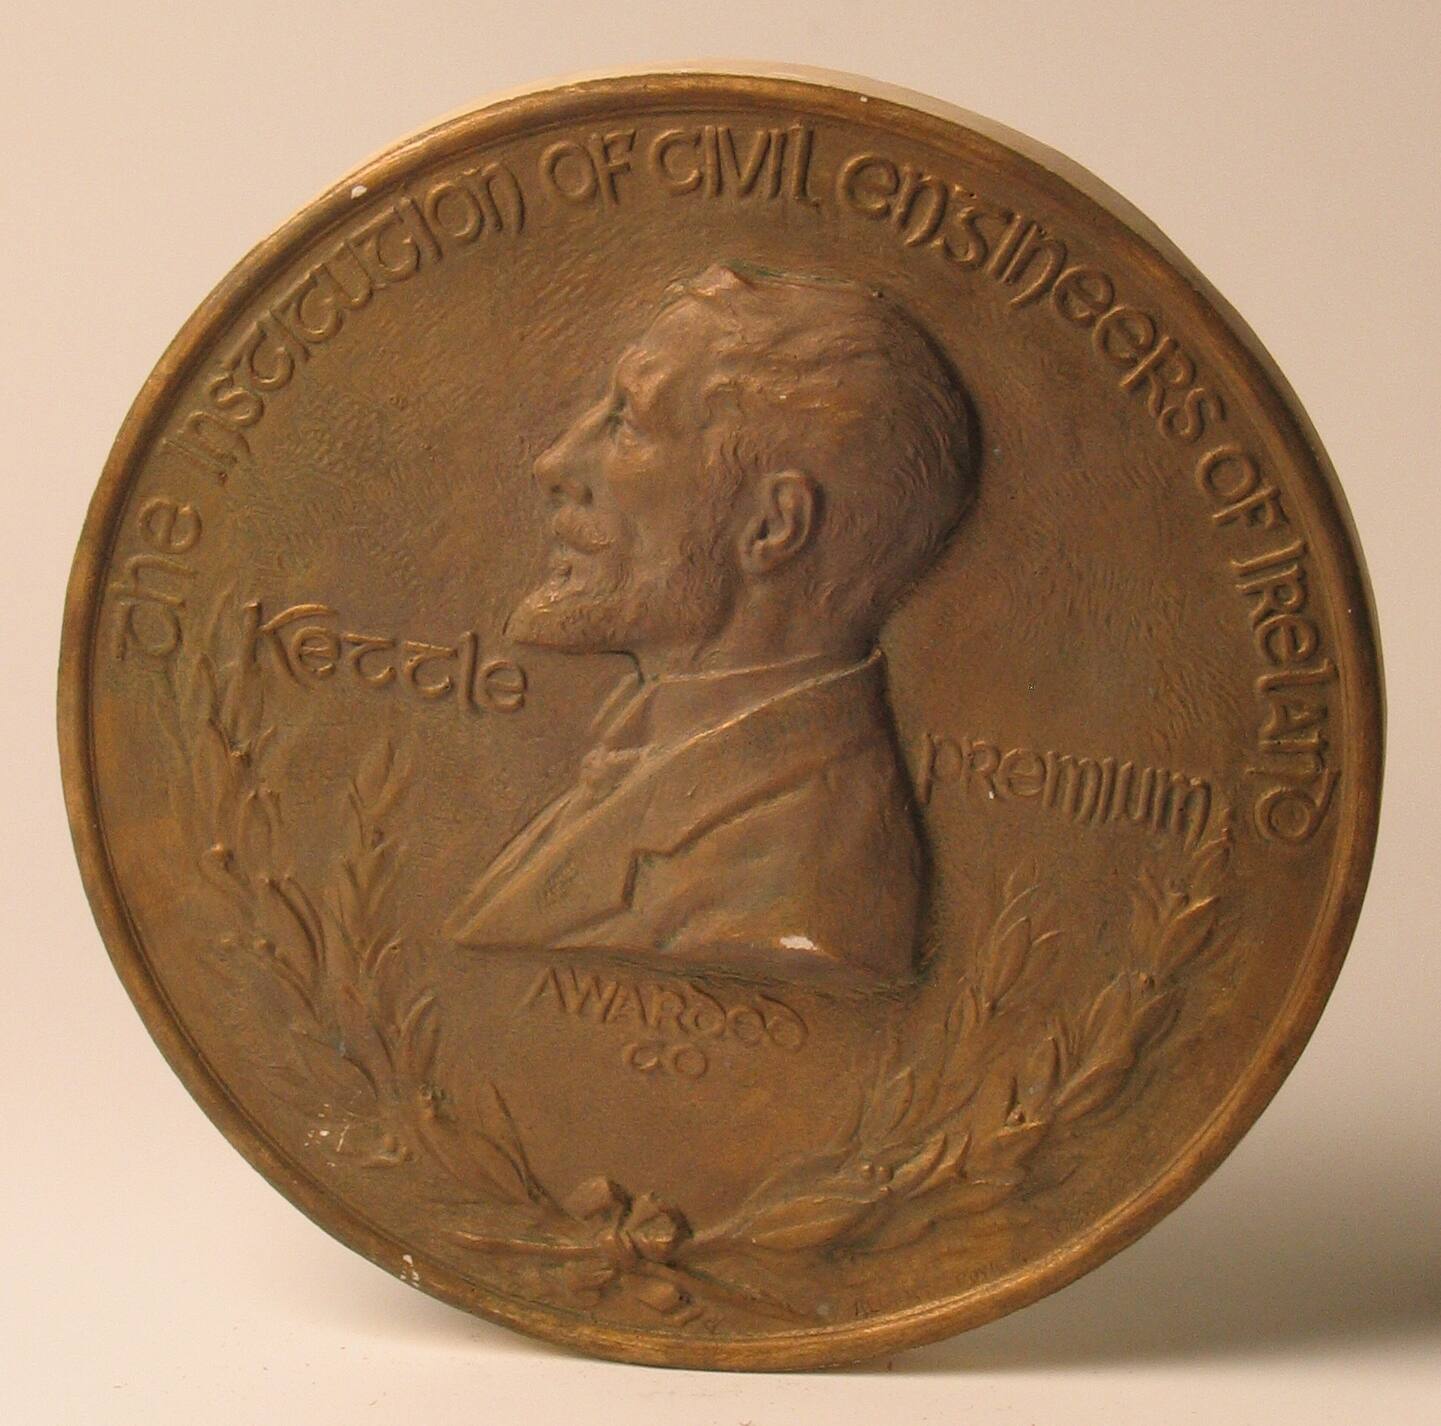 The Institution OF CIVIL ENGINEERS OF IRELAND
Kettle
PREMIUM
AWARDED
TO